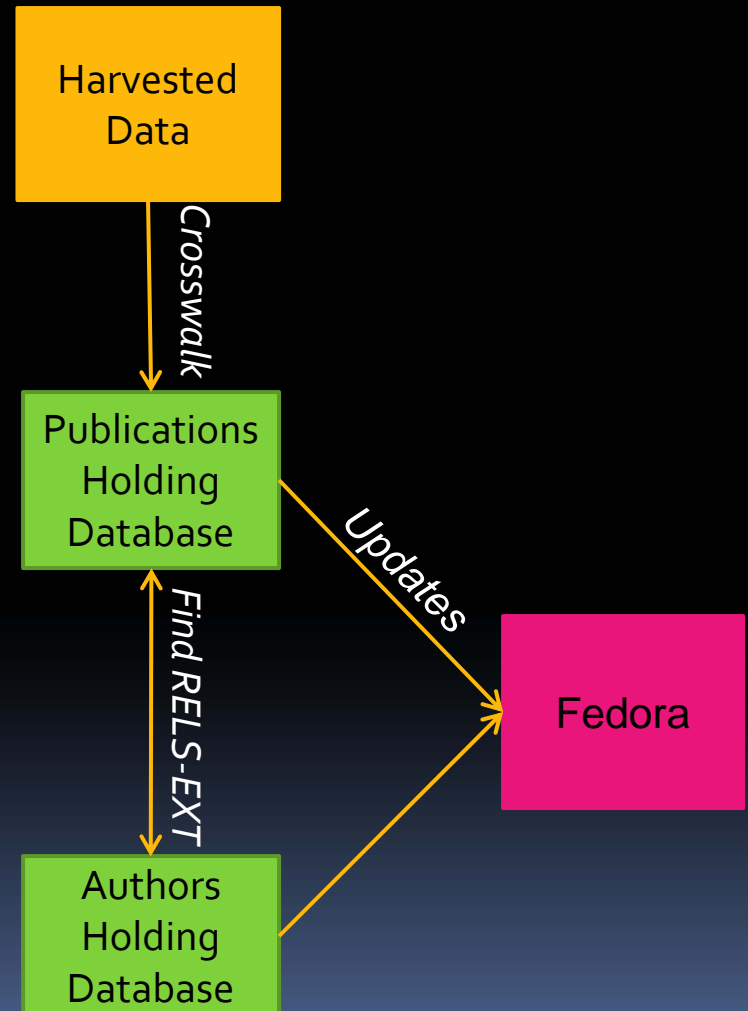 Harvested
Data
Crosswalk
Publications
Holding
Database
Updates
Find RELS-EXT
Fedora
Authors
Holding
Database